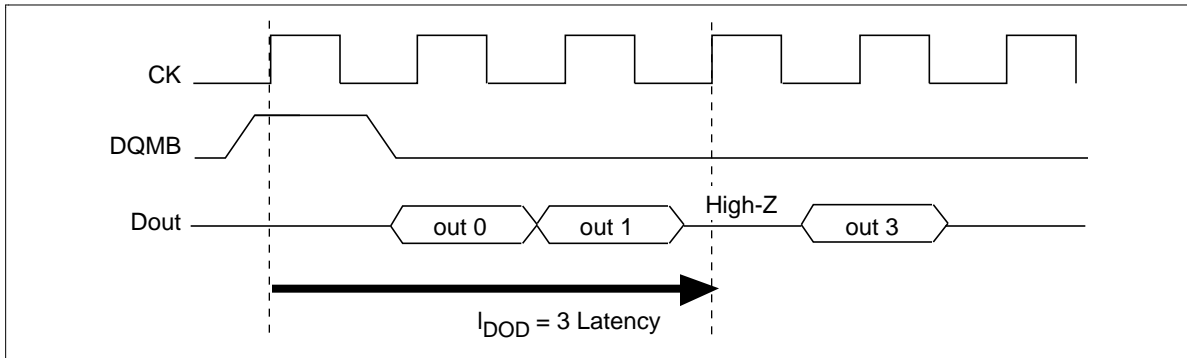 CK
DQMB
Dout
out 0
out 1
High-Z
out 3
IDOD = 3 Latency